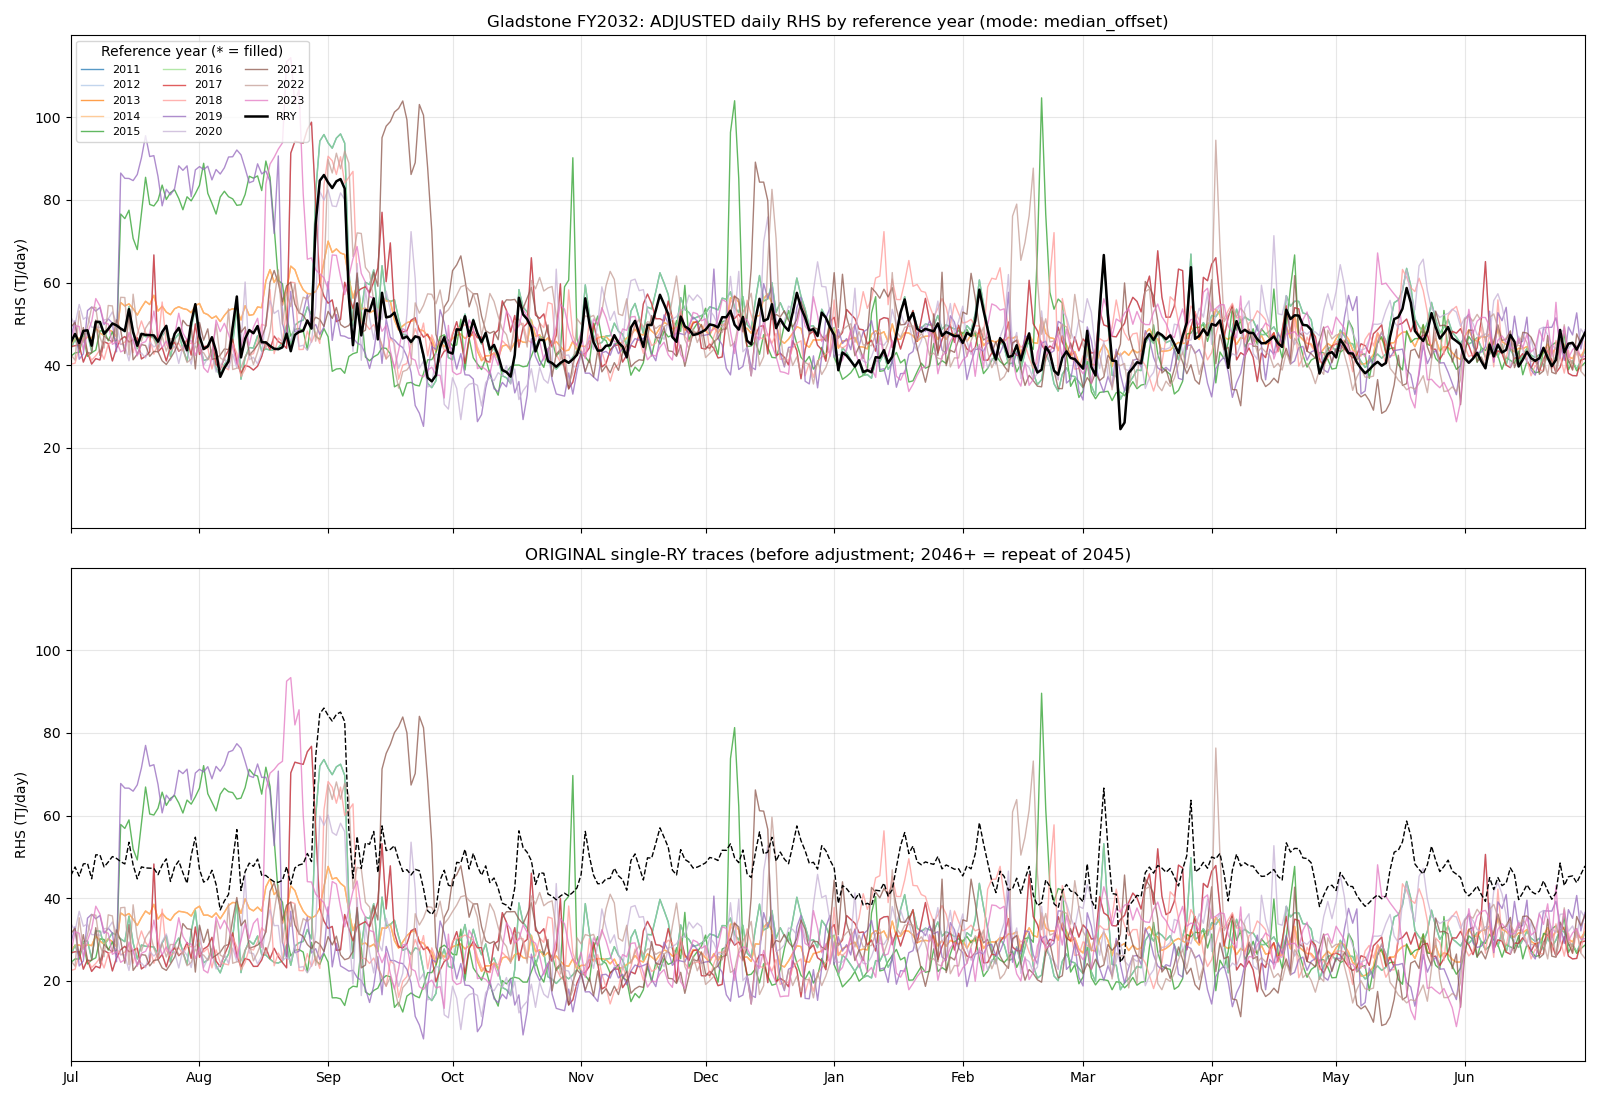 Gladstone FY2032: ADJUSTED daily RHS by reference year (mode: median_offset)
Reference year (* = filled)
2011 2016 2021
2012 2017 2022
2013 2018 2023
2014 2019 RRY
2015 2020
100
80
60
40
20
RHS (TJ/day)
ORIGINAL single-RY traces (before adjustment; 2046+ = repeat of 2045)
100
80
60
40
20
RHS (TJ/day)
Jul Aug Sep Oct Nov Dec Jan Feb Mar Apr May Jun